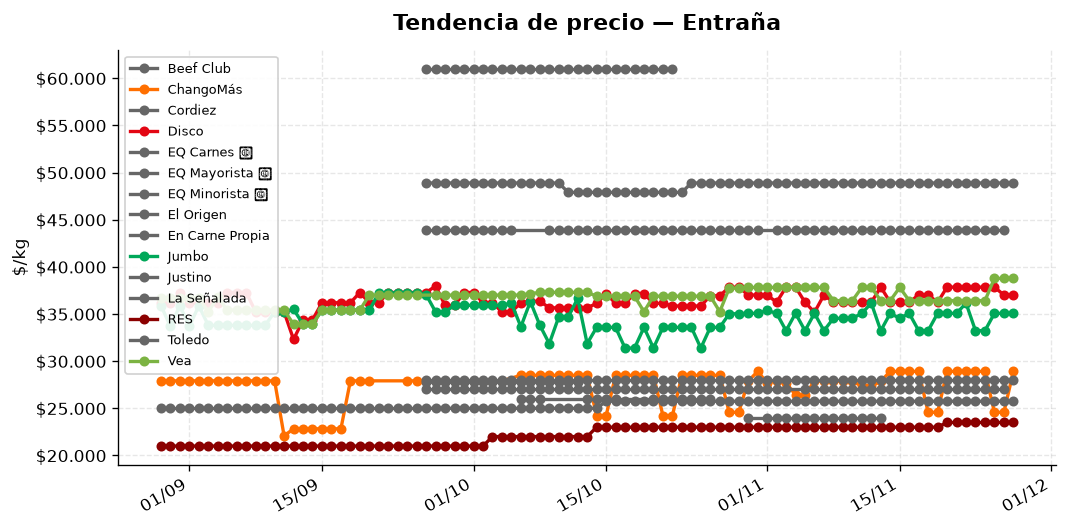 Tendencia de precio — Entraña
$/kg
$60.000
$55.000
$50.000
$45.000
$40.000
$35.000
$30.000
$25.000
$20.000
Beef Club
ChangoMás
Cordiez
Disco
EQ Carnes
EQ Mayorista
EQ Minorista
El Origen
En Carne Propia
Jumbo
Justino
La Señalada
RES
Toledo
Vea
01/09
15/09
01/10
15/10
01/11
15/11
01/12